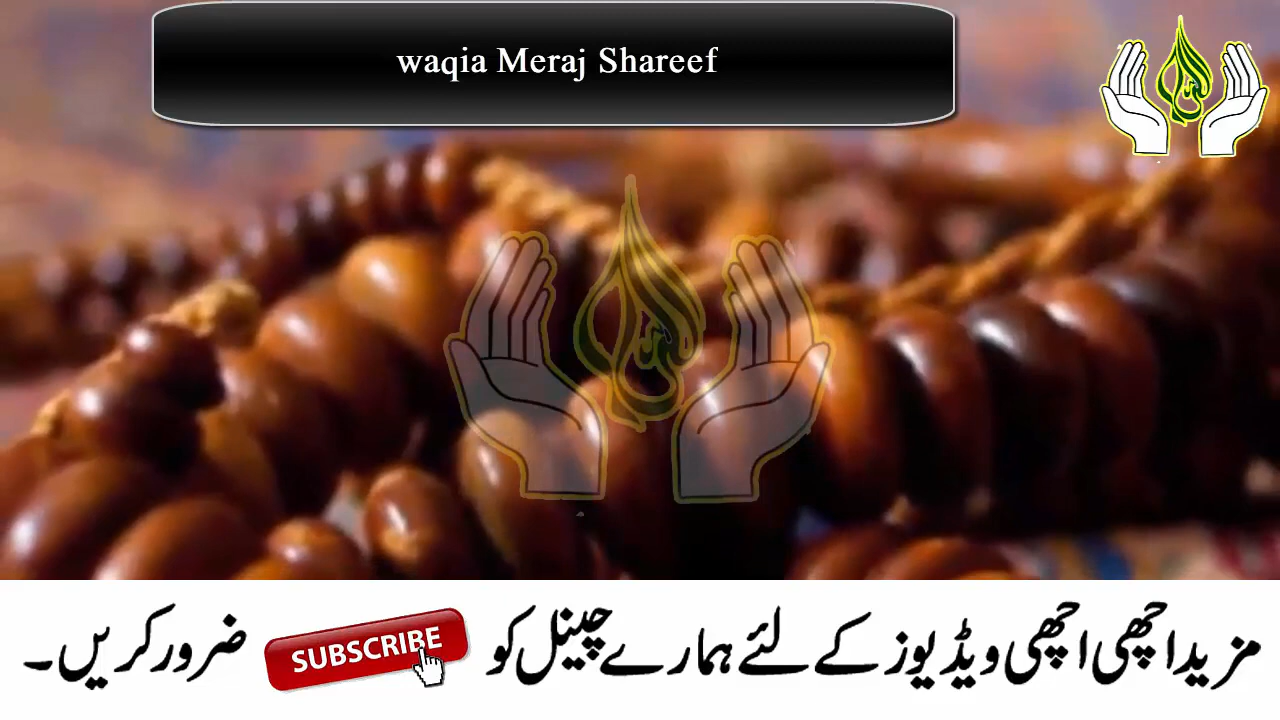 waqia Meraj Shareef
مزید اچھی اچھی ویڈیوز کے لئے ہمارے چینل کو SUBSCRIBE ضرور کریں۔